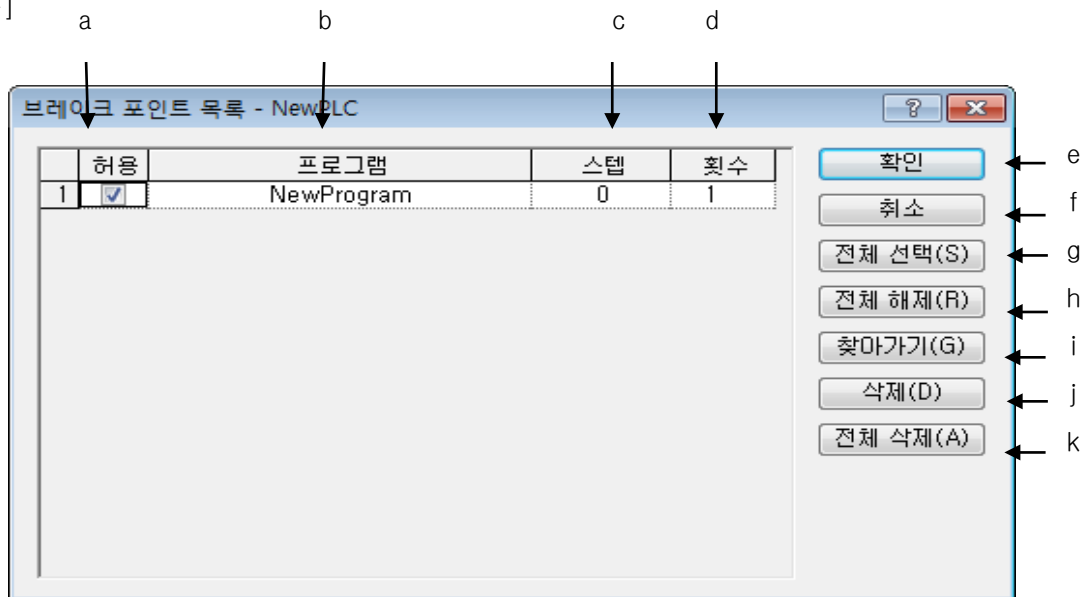 ]
a b c d
브레이크 포인트 목록 - NewPLC
허용 프로그램 스텝 횟수
1 NewProgram 0 1
확인 e
취소 f
전체 선택(S) g
전체 해제(R) h
찾아가기(G) i
삭제(D) j
전체 삭제(A) k